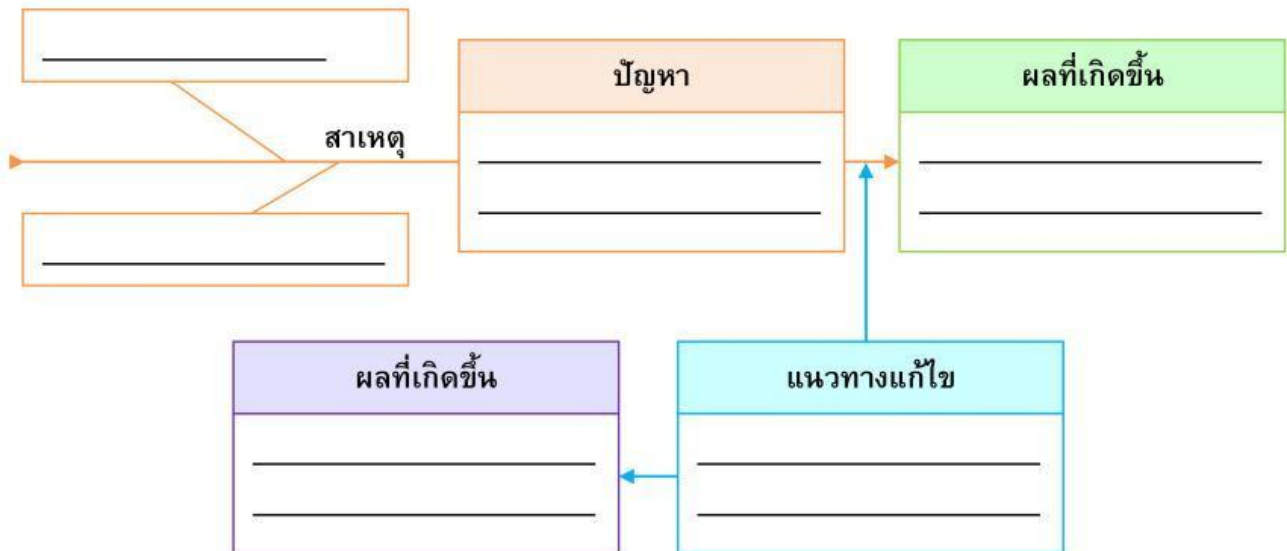 ปัญหา
ผลที่เกิดขึ้น
สาเหตุ
ผลที่เกิดขึ้น
แนวทางแก้ไข